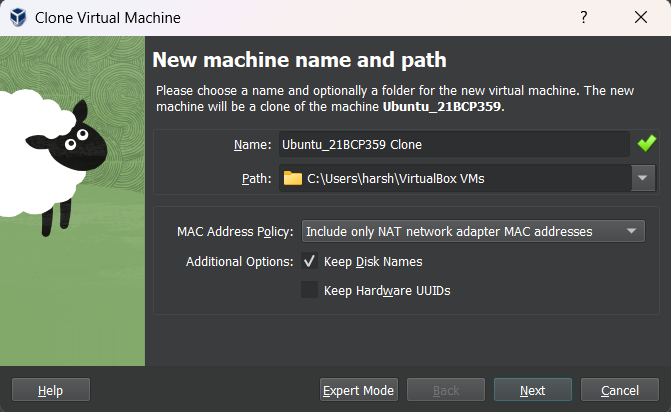 Clone Virtual Machine
?
New machine name and path
Please choose a name and optionally a folder for the new virtual machine. The new
machine will be a clone of the machine Ubuntu_21BCP359.
Name: Ubuntu_21BCP359 Clone
Path: C:\Users\harsh\VirtualBox VMs
MAC Address Policy: Include only NAT network adapter MAC addresses
Additional Options: Keep Disk Names
Keep Hardware UUIDs
Help Expert Mode Back Next Cancel